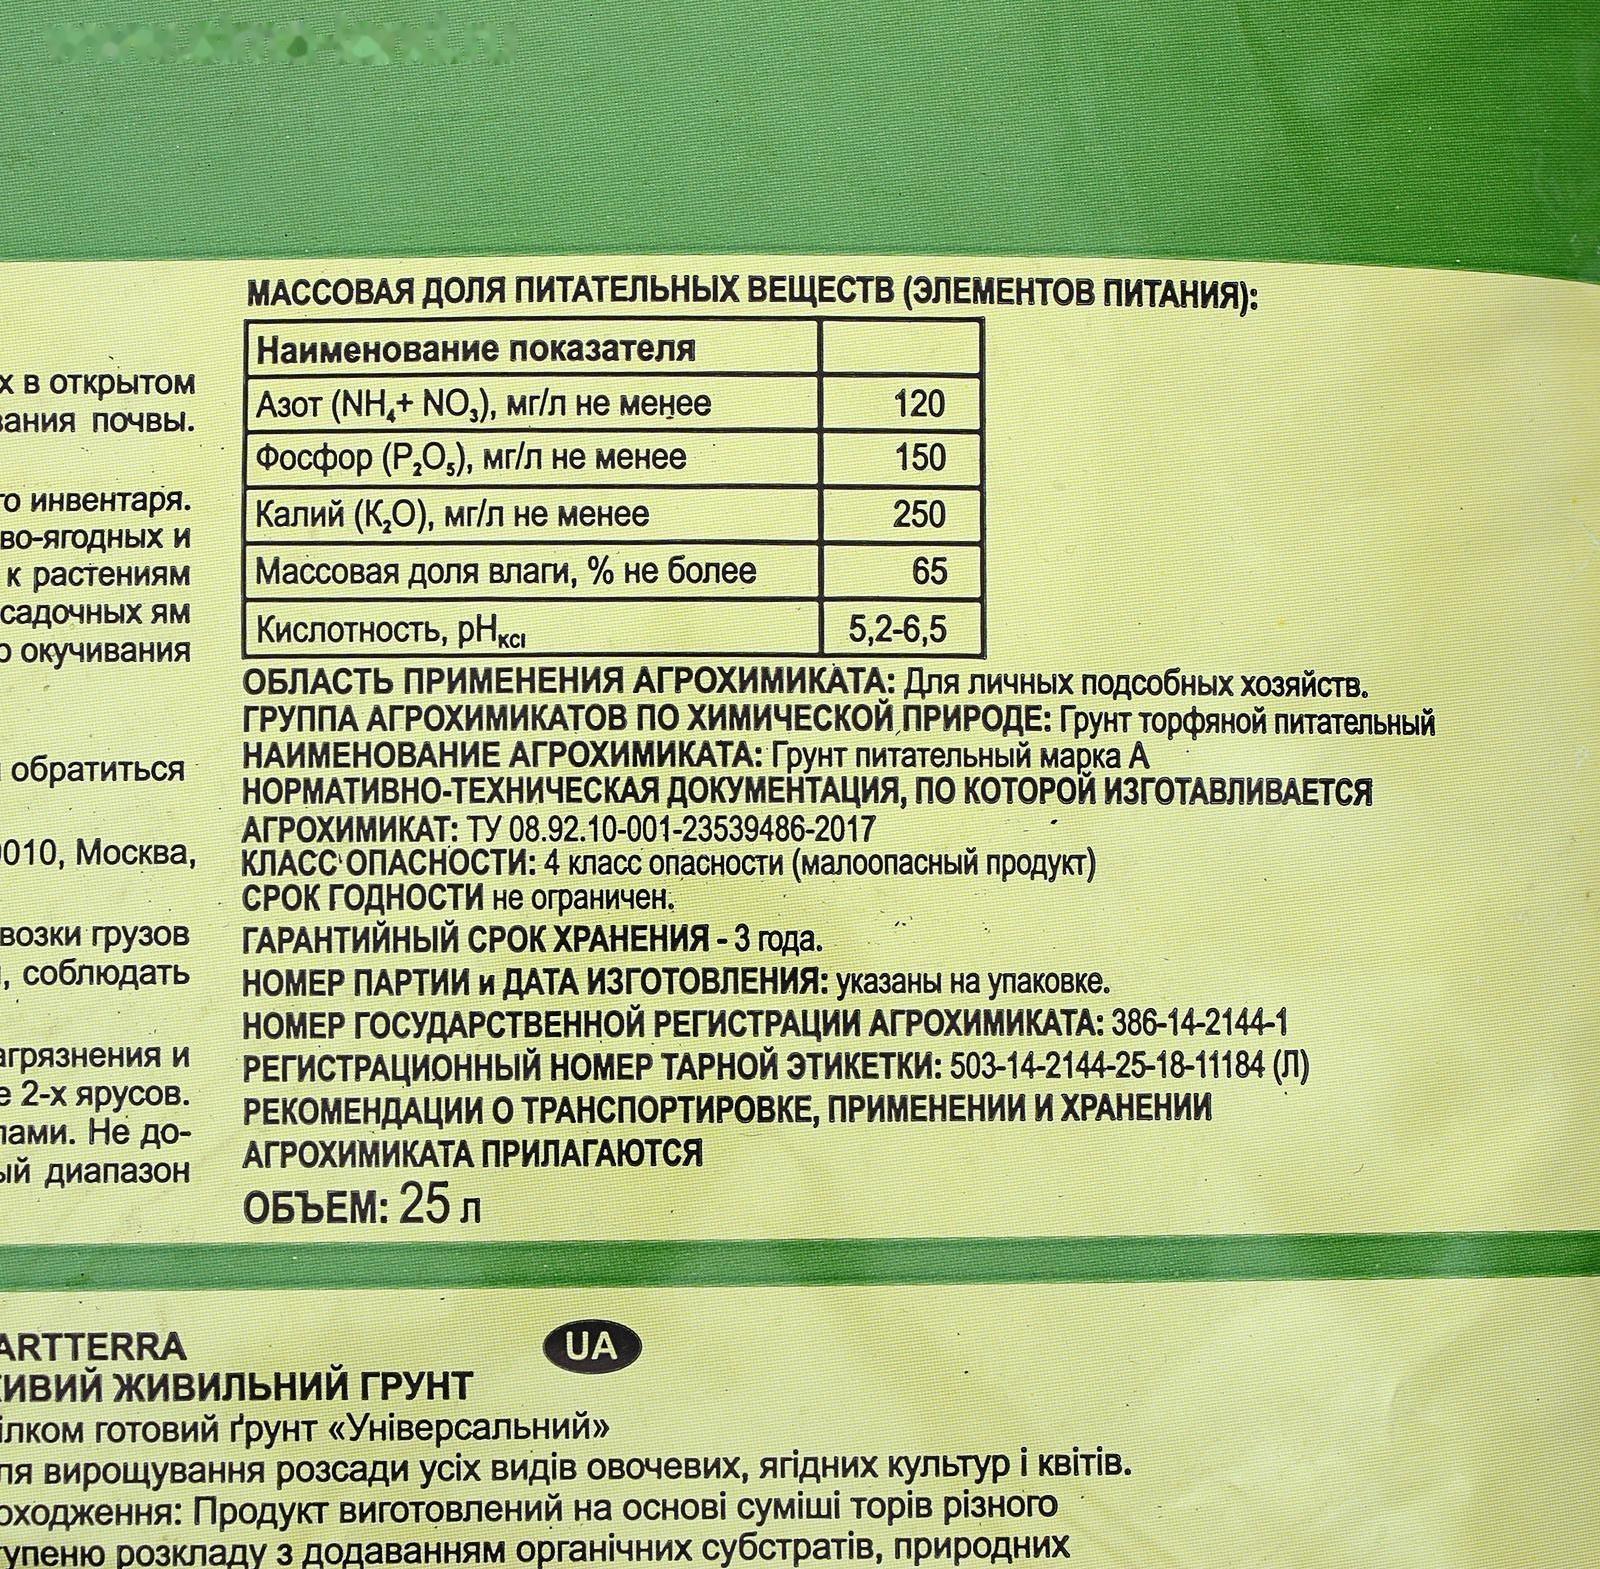 х в открытом
вания почвы.
го инвентаря.
во-ягодных и
к растениям
садочных ям
о окучивания
обратиться
010, Москва,
возки грузов
, соблюдать
агрязнения и
е 2-х ярусов.
лами. Не до-
ый диапазон
МАССОВАЯ ДОЛЯ ПИТАТЕЛЬНЫХ ВЕЩЕСТВ (ЭЛЕМЕНТОВ ПИТАНИЯ):
Наименование показателя
Азот (NH₄+ NO₃), мг/л не менее 120
Фосфор (P₂O₅), мг/л не менее 150
Калий (K₂O), мг/л не менее 250
Массовая доля влаги, % не более 65
Кислотность, pHKCl 5,2-6,5
ОБЛАСТЬ ПРИМЕНЕНИЯ АГРОХИМИКАТА: Для личных подсобных хозяйств.
ГРУППА АГРОХИМИКАТОВ ПО ХИМИЧЕСКОЙ ПРИРОДЕ: Грунт торфяной питательный
НАИМЕНОВАНИЕ АГРОХИМИКАТА: Грунт питательный марка А
НОРМАТИВНО-ТЕХНИЧЕСКАЯ ДОКУМЕНТАЦИЯ, ПО КОТОРОЙ ИЗГОТАВЛИВАЕТСЯ
АГРОХИМИКАТ: ТУ 08.92.10-001-23539486-2017
КЛАСС ОПАСНОСТИ: 4 класс опасности (малоопасный продукт)
СРОК ГОДНОСТИ не ограничен.
ГАРАНТИЙНЫЙ СРОК ХРАНЕНИЯ - 3 года.
НОМЕР ПАРТИИ и ДАТА ИЗГОТОВЛЕНИЯ: указаны на упаковке.
НОМЕР ГОСУДАРСТВЕННОЙ РЕГИСТРАЦИИ АГРОХИМИКАТА: 386-14-2144-1
РЕГИСТРАЦИОННЫЙ НОМЕР ТАРНОЙ ЭТИКЕТКИ: 503-14-2144-25-18-11184 (Л)
РЕКОМЕНДАЦИИ О ТРАНСПОРТИРОВКЕ, ПРИМЕНЕНИИ И ХРАНЕНИИ
АГРОХИМИКАТА ПРИЛАГАЮТСЯ
ОБЪЕМ: 25 л
ARTTERRA
UA
ИВИЙ ЖИВИЛЬНИЙ ГРУНТ
ілком готовий ґрунт «Універсальний»
ля вирощування розсади усіх видів овочевих, ягідних культур і квітів.
оходження: Продукт виготовлений на основі суміші торів різного
тупеню розкладу з додаванням органічних субстратів, природних